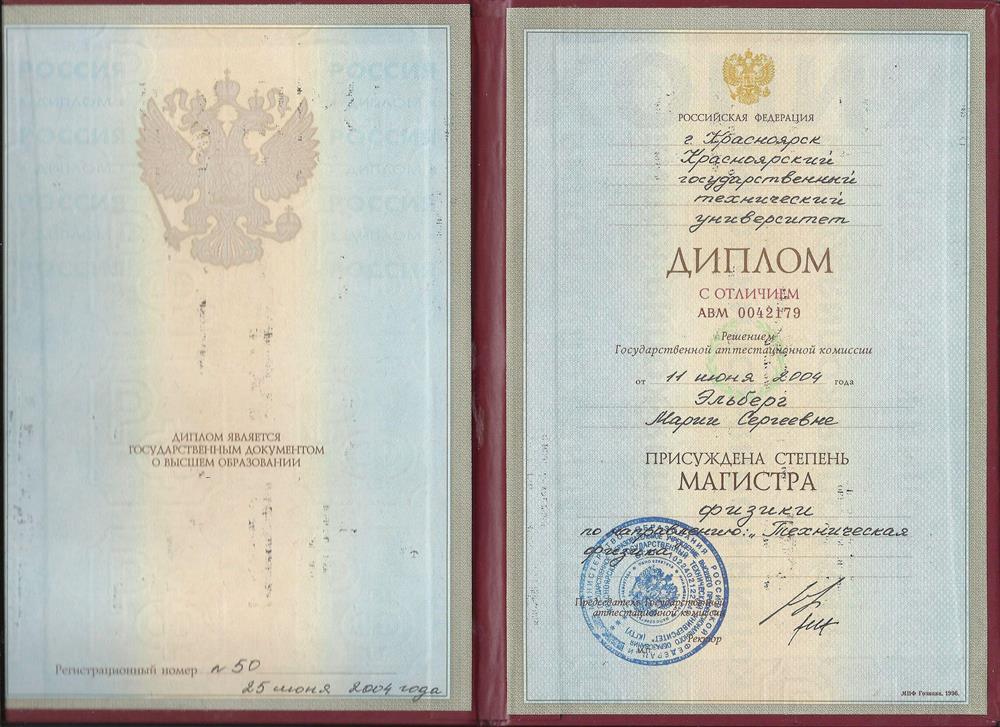 РОССИЯ
РОССИЯ
РОССИЯ
РОССИЯ
РОССИЯ
РОССИЯ
РОССИЯ
РОССИЯ
ДИПЛОМ ЯВЛЯЕТСЯ
ГОСУДАРСТВЕННЫМ ДОКУМЕНТОМ
О ВЫСШЕМ ОБРАЗОВАНИИ
Регистрационный номер N 50
25 июня 2004 года
РОССИЙСКАЯ ФЕДЕРАЦИЯ
г. Красноярск
Красноярский
государственный
технический
университет
ДИПЛОМ
С ОТЛИЧИЕМ
АВМ 0042179
Решением
Государственной аттестационной комиссии
от 11 июня 2004 года
Эльберг
Марии Сергеевне
ПРИСУЖДЕНА СТЕПЕНЬ
МАГИСТРА
физики
по направлению: „Техническая
физика
Председатель Государственной
аттестационной комиссии
Ректор
МПФ Гознака. 1996.